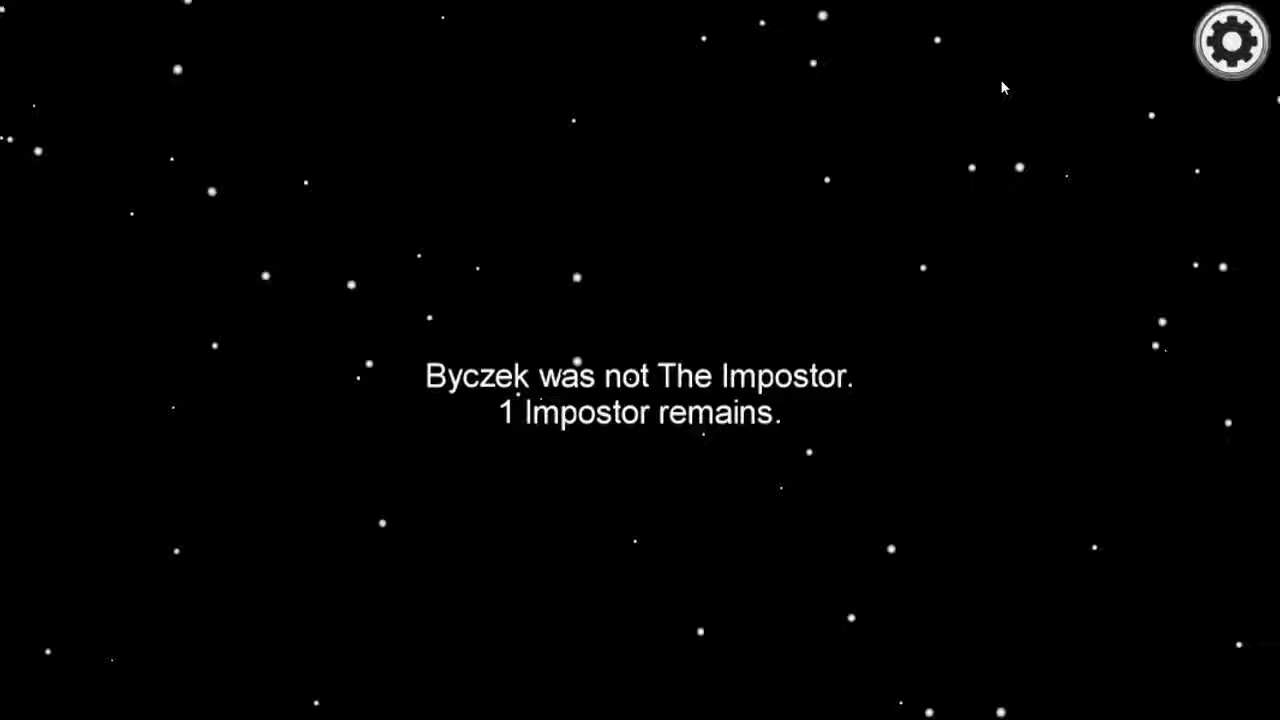 Byczek was not The Impostor.
1 Impostor remains.